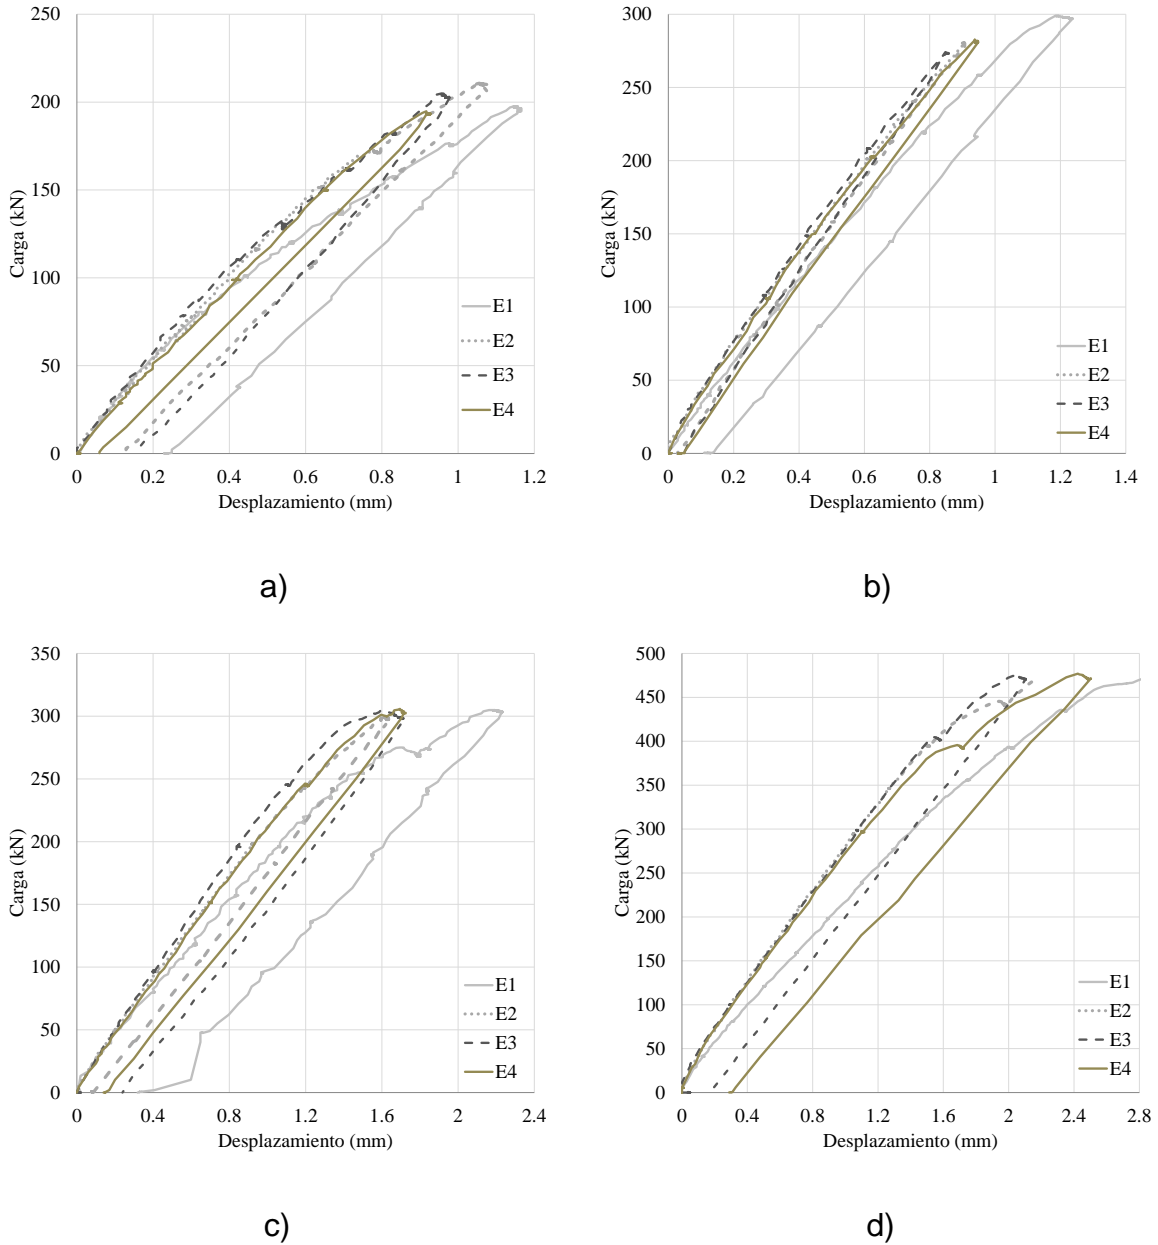 250
200
150
100
50
0
Carga (kN)
0 0.2 0.4 0.6 0.8 1 1.2
Desplazamiento (mm)
E1
E2
E3
E4
a)
300
250
200
150
100
50
0
Carga (kN)
0 0.2 0.4 0.6 0.8 1 1.2 1.4
Desplazamiento (mm)
E1
E2
E3
E4
b)
350
300
250
200
150
100
50
0
Carga (kN)
0 0.4 0.8 1.2 1.6 2 2.4
Desplazamiento (mm)
E1
E2
E3
E4
c)
500
450
400
350
300
250
200
150
100
50
0
Carga (kN)
0 0.4 0.8 1.2 1.6 2 2.4 2.8
Desplazamiento (mm)
E1
E2
E3
E4
d)